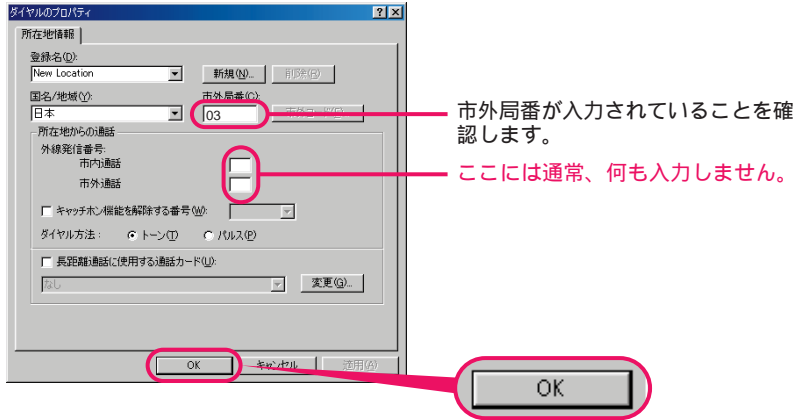 ダイヤルのプロパティ
所在地情報
登録名(D):
New Location
新規(N)...
削除(R)
国名/地域(Y):
市外局番(C):
日本
03
市外局番が入力されていることを確
認します。
所在地からの通話
外線発信番号:
市内通話
市外通話
ここには通常、何も入力しません。
キャッチホン機能を解除する番号(W):
ダイヤル方法:
トーン(T)
パルス(P)
長距離通話に使用する通話カード(U):
なし
変更(G)...
OK
キャンセル
適用(A)
OK